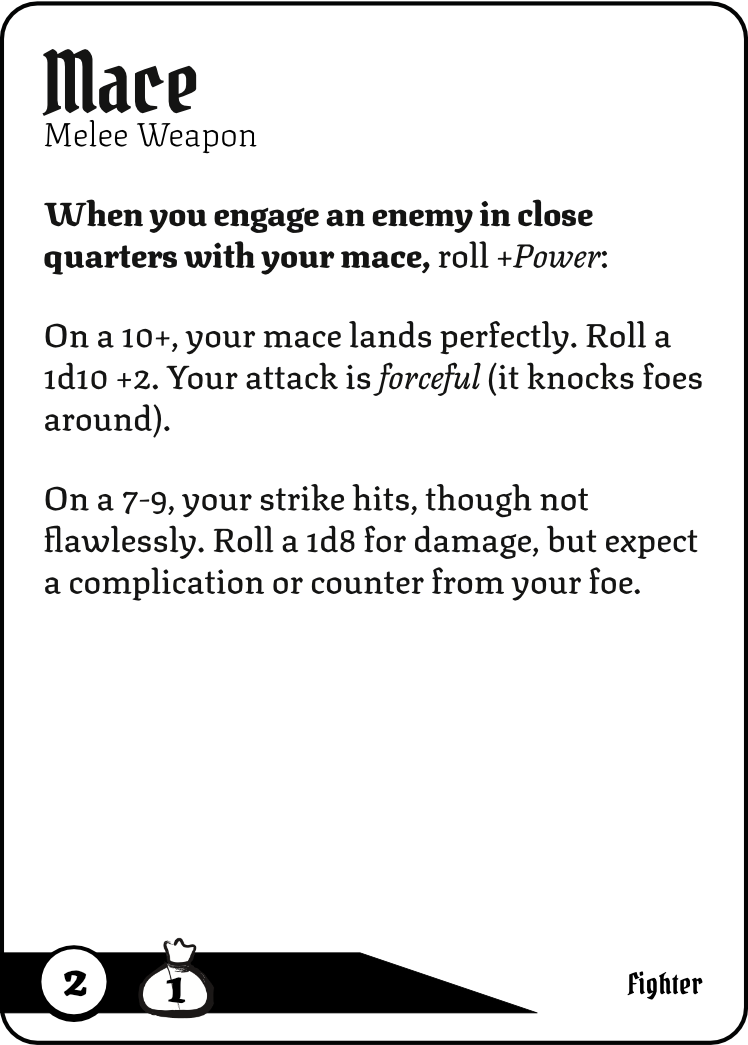 Mace
Melee Weapon
When you engage an enemy in close
quarters with your mace, roll +Power:
On a 10+, your mace lands perfectly. Roll a
1d10 +2. Your attack is forceful (it knocks foes
around).
On a 7-9, your strike hits, though not
flawlessly. Roll a 1d8 for damage, but expect
a complication or counter from your foe.
2
1
Fighter